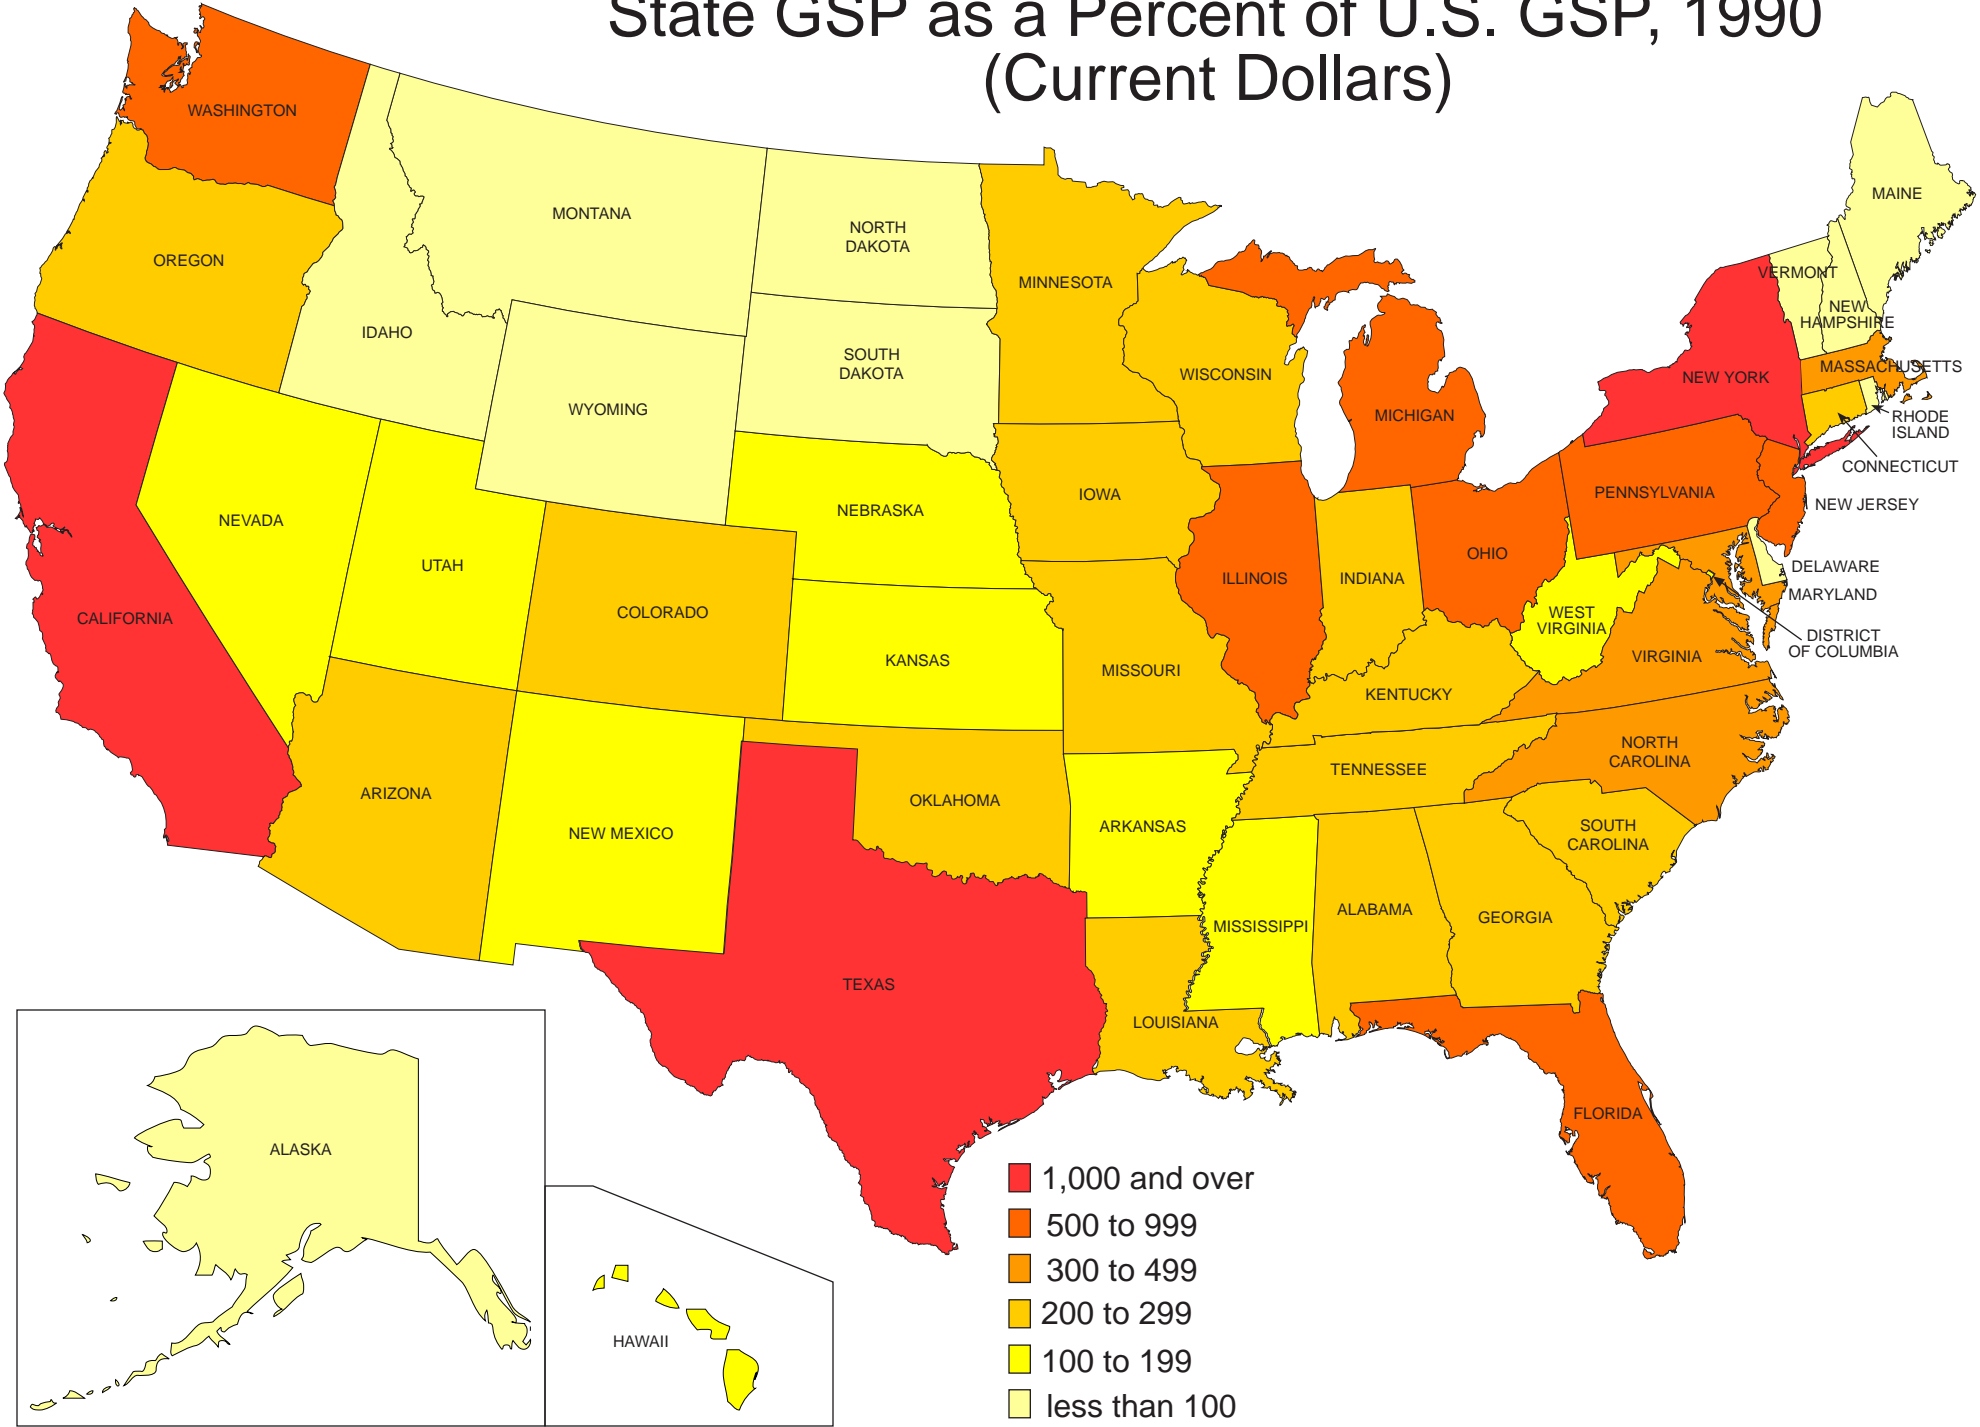 State GSP as a Percent of U.S. GSP, 1990
(Current Dollars)
WASHINGTON
OREGON
IDAHO
MONTANA
NORTH
DAKOTA
SOUTH
DAKOTA
WYOMING
MINNESOTA
WISCONSIN
MICHIGAN
MAINE
VERMONT
NEW
HAMPSHIRE
MASSACHUSETTS
NEW YORK
RHODE
ISLAND
CONNECTICUT
PENNSYLVANIA
NEW JERSEY
DELAWARE
MARYLAND
DISTRICT
OF COLUMBIA
NEVADA
UTAH
NEBRASKA
IOWA
ILLINOIS
INDIANA
OHIO
WEST
VIRGINIA
VIRGINIA
CALIFORNIA
COLORADO
KANSAS
MISSOURI
KENTUCKY
NORTH
CAROLINA
TENNESSEE
ARIZONA
NEW MEXICO
OKLAHOMA
ARKANSAS
SOUTH
CAROLINA
MISSISSIPPI
ALABAMA
GEORGIA
TEXAS
LOUISIANA
FLORIDA
ALASKA
HAWAII
1,000 and over
500 to 999
300 to 499
200 to 299
100 to 199
less than 100